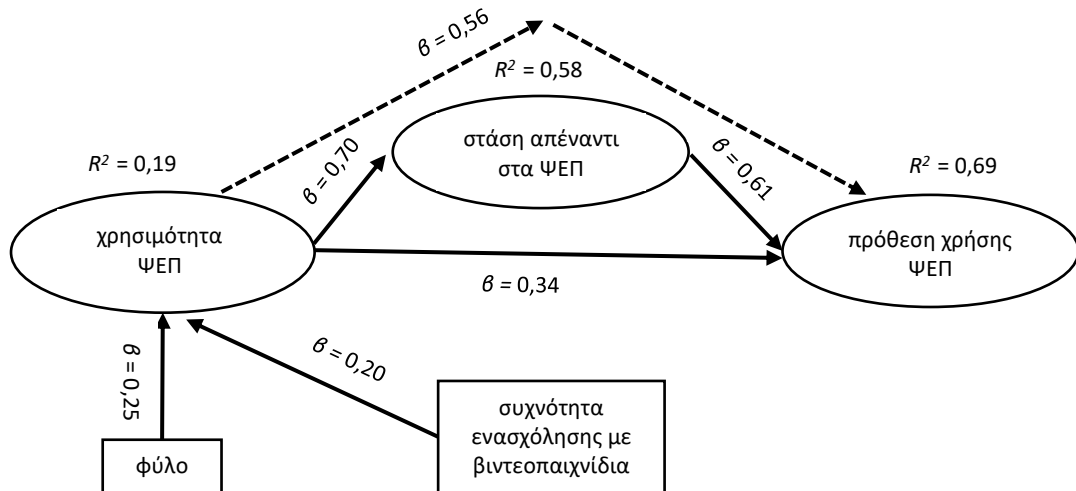 β = 0,56
R² = 0,58
στάση απέναντι
στα ΨΕΠ
R² = 0,19
β = 0,70
β = 0,61
R² = 0,69
χρησιμότητα
ΨΕΠ
πρόθεση χρήσης
ΨΕΠ
β = 0,34
β = 0,25
β = 0,20
συχνότητα
ενασχόλησης με
βιντεοπαιχνίδια
φύλο